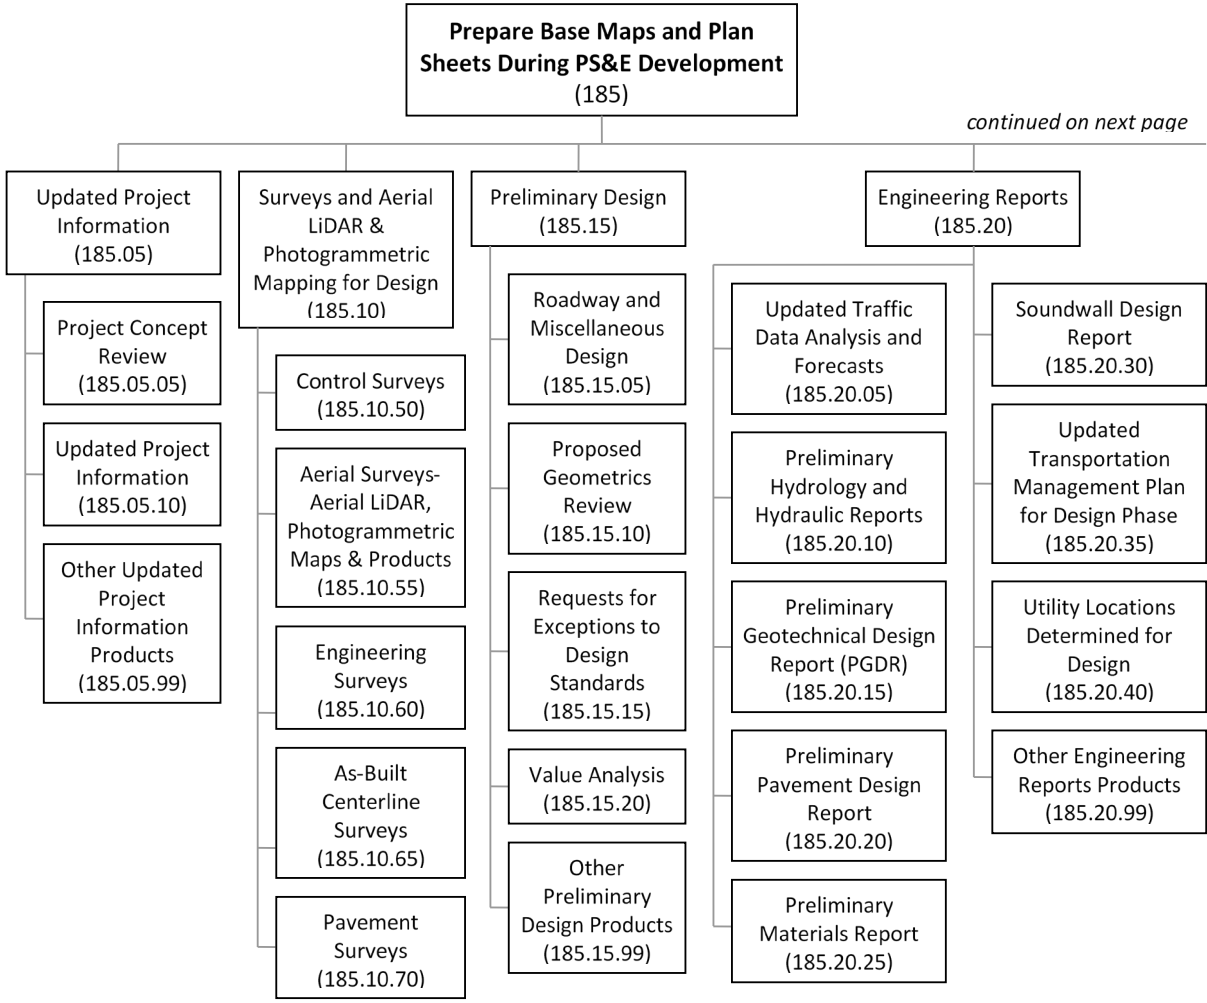 Prepare Base Maps and Plan
Sheets During PS&E Development
(185)
continued on next page
Updated Project
Information
(185.05)
Project Concept
Review
(185.05.05)
Updated Project
Information
(185.05.10)
Other Updated
Project
Information
Products
(185.05.99)
Surveys and Aerial
LiDAR &
Photogrammetric
Mapping for Design
(185.10)
Control Surveys
(185.10.50)
Aerial Surveys-
Aerial LiDAR,
Photogrammetric
Maps & Products
(185.10.55)
Engineering
Surveys
(185.10.60)
As-Built
Centerline
Surveys
(185.10.65)
Pavement
Surveys
(185.10.70)
Preliminary Design
(185.15)
Roadway and
Miscellaneous
Design
(185.15.05)
Proposed
Geometrics
Review
(185.15.10)
Requests for
Exceptions to
Design
Standards
(185.15.15)
Value Analysis
(185.15.20)
Other
Preliminary
Design Products
(185.15.99)
Engineering Reports
(185.20)
Updated Traffic
Data Analysis and
Forecasts
(185.20.05)
Preliminary
Hydrology and
Hydraulic Reports
(185.20.10)
Preliminary
Geotechnical Design
Report (PGDR)
(185.20.15)
Preliminary
Pavement Design
Report
(185.20.20)
Preliminary
Materials Report
(185.20.25)
Soundwall Design
Report
(185.20.30)
Updated
Transportation
Management Plan
for Design Phase
(185.20.35)
Utility Locations
Determined for
Design
(185.20.40)
Other Engineering
Reports Products
(185.20.99)